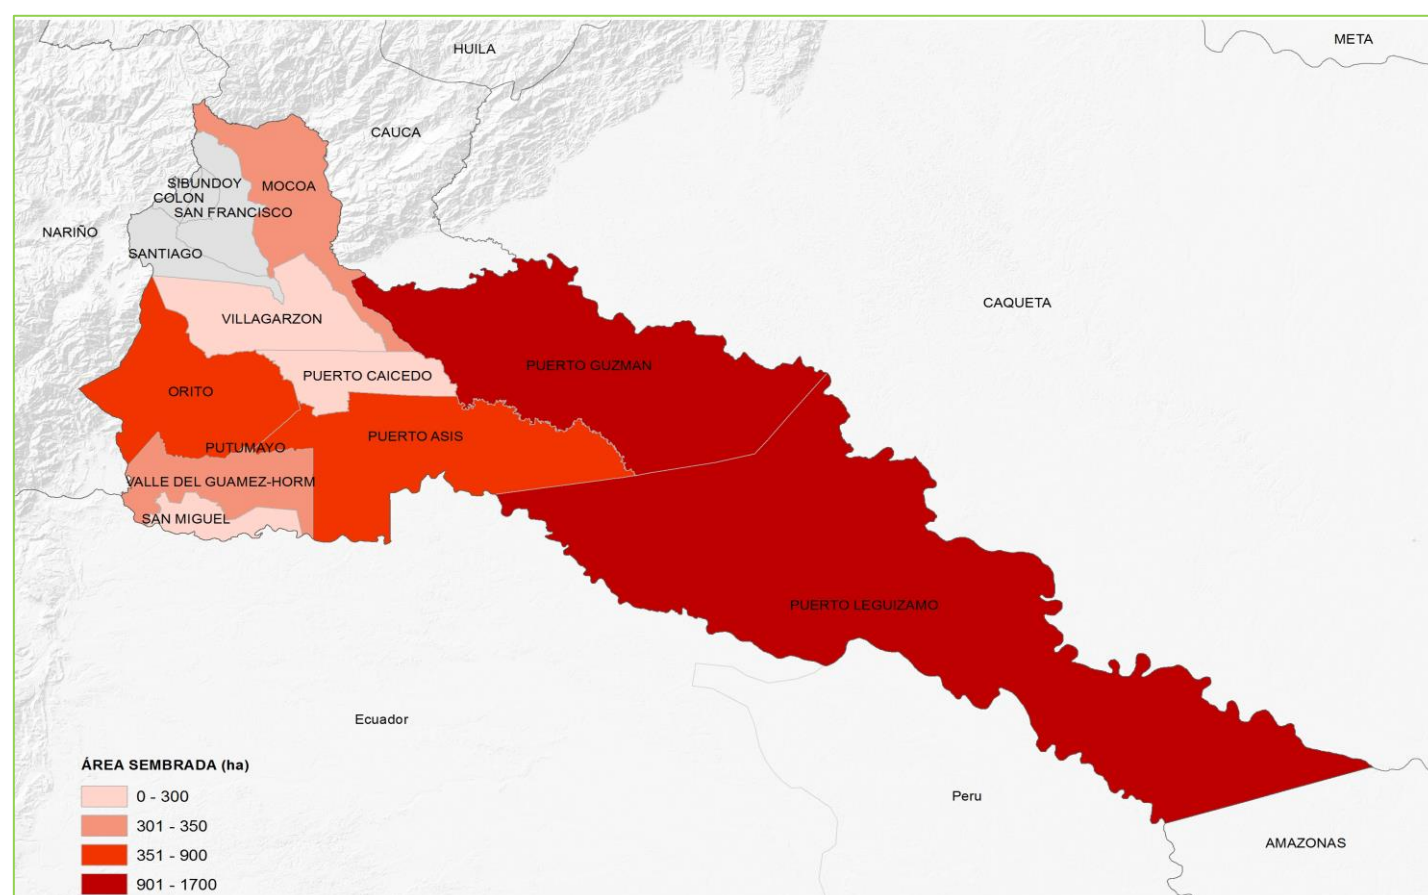 META
HUILA
CAUCA
SIBUNDOY
MOCOA
COLON
SAN FRANCISCO
NARIÑO
SANTIAGO
CAQUETA
VILLAGARZON
PUERTO GUZMAN
PUERTO CAICEDO
ORITO
PUERTO ASIS
PUTUMAYO
VALLE DEL GUAMEZ-HORM
SAN MIGUEL
PUERTO LEGUIZAMO
Ecuador
Peru
AMAZONAS
ÁREA SEMBRADA (ha)
0 - 300
301 - 350
351 - 900
901 - 1700